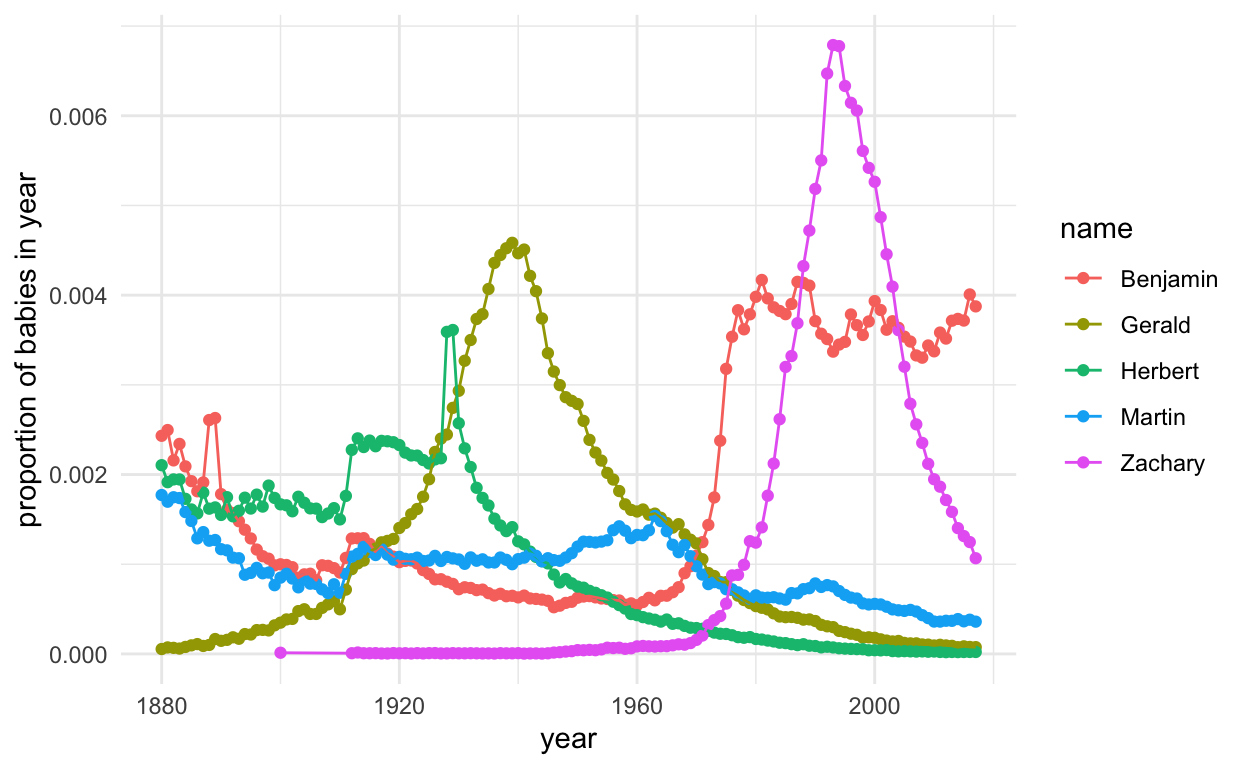 proportion of babies in year
0.006
0.004
0.002
0.000
1880
1920
1960
2000
year
name
Benjamin
Gerald
Herbert
Martin
Zachary